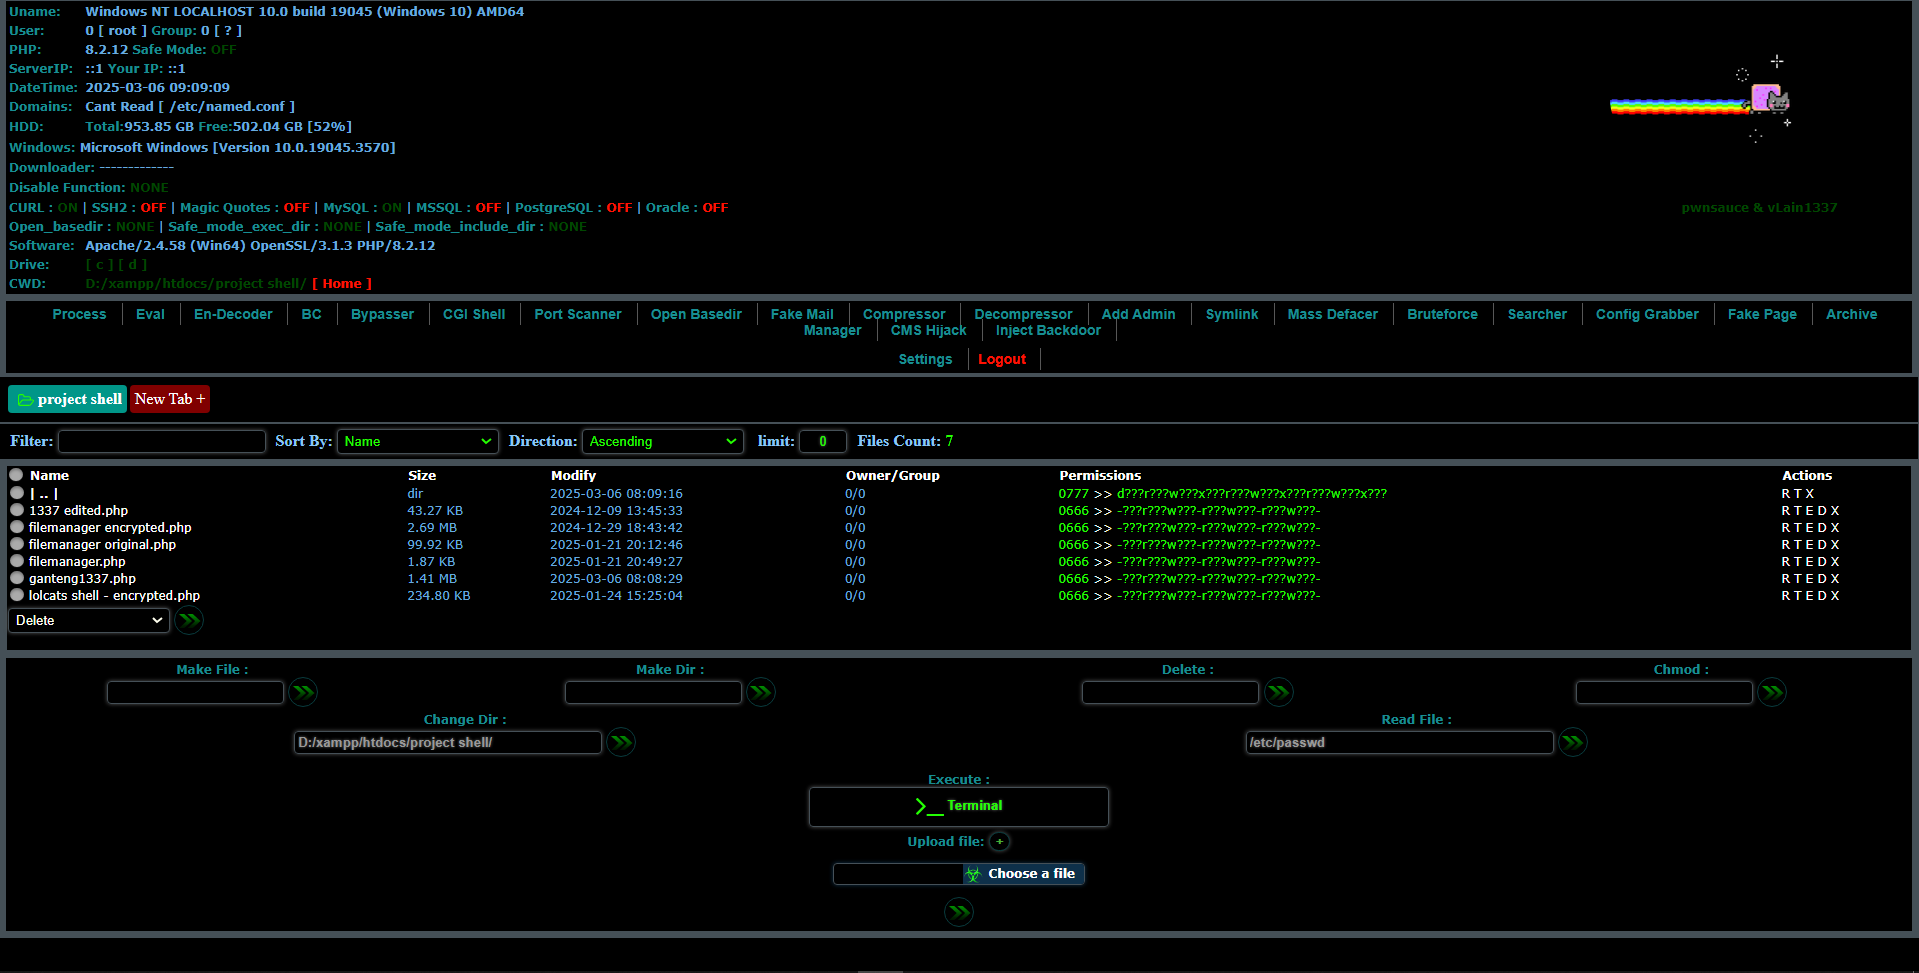 Uname: Windows NT LOCALHOST 10.0 build 19045 (Windows 10) AMD64
User: 0 [ root ] Group: 0 [ ? ]
PHP: 8.2.12 Safe Mode: OFF
ServerIP: ::1 Your IP: ::1
DateTime: 2025-03-06 09:09:09
Domains: Cant Read [ /etc/named.conf ]
HDD: Total:953.85 GB Free:502.04 GB [52%]
Windows: Microsoft Windows [Version 10.0.19045.3570]
Downloader: -------------
Disable Function: NONE
CURL : ON | SSH2 : OFF | Magic Quotes : OFF | MySQL : ON | MSSQL : OFF | PostgreSQL : OFF | Oracle : OFF
pwnsauce & vLain1337
Open_basedir : NONE | Safe_mode_exec_dir : NONE | Safe_mode_include_dir : NONE
Software: Apache/2.4.58 (Win64) OpenSSL/3.1.3 PHP/8.2.12
Drive: [ c ] [ d ]
CWD: D:/xampp/htdocs/project shell/ [ Home ]
Process Eval En-Decoder BC Bypasser CGI Shell Port Scanner Open Basedir Fake Mail Compressor Decompressor Add Admin Symlink Mass Defacer Bruteforce Searcher Config Grabber Fake Page Archive
Manager CMS Hijack Inject Backdoor
Settings Logout
project shell New Tab +
Filter: Sort By: Name Direction: Ascending limit: 0 Files Count: 7
Name Size Modify Owner/Group Permissions Actions
| .. | dir 2025-03-06 08:09:16 0/0 0777 >> d???r???w???x???r???w???x???r???w???x??? R T X
1337 edited.php 43.27 KB 2024-12-09 13:45:33 0/0 0666 >> -???r???w???-r???w???-r???w???- R T E D X
filemanager encrypted.php 2.69 MB 2024-12-29 18:43:42 0/0 0666 >> -???r???w???-r???w???-r???w???- R T E D X
filemanager original.php 99.92 KB 2025-01-21 20:12:46 0/0 0666 >> -???r???w???-r???w???-r???w???- R T E D X
filemanager.php 1.87 KB 2025-01-21 20:49:27 0/0 0666 >> -???r???w???-r???w???-r???w???- R T E D X
ganteng1337.php 1.41 MB 2025-03-06 08:08:29 0/0 0666 >> -???r???w???-r???w???-r???w???- R T E D X
lolcats shell - encrypted.php 234.80 KB 2025-01-24 15:25:04 0/0 0666 >> -???r???w???-r???w???-r???w???- R T E D X
Delete
Make File : Make Dir : Delete : Chmod :
Change Dir : Read File :
D:/xampp/htdocs/project shell/ /etc/passwd
Execute :
>_ Terminal
Upload file: +
Choose a file